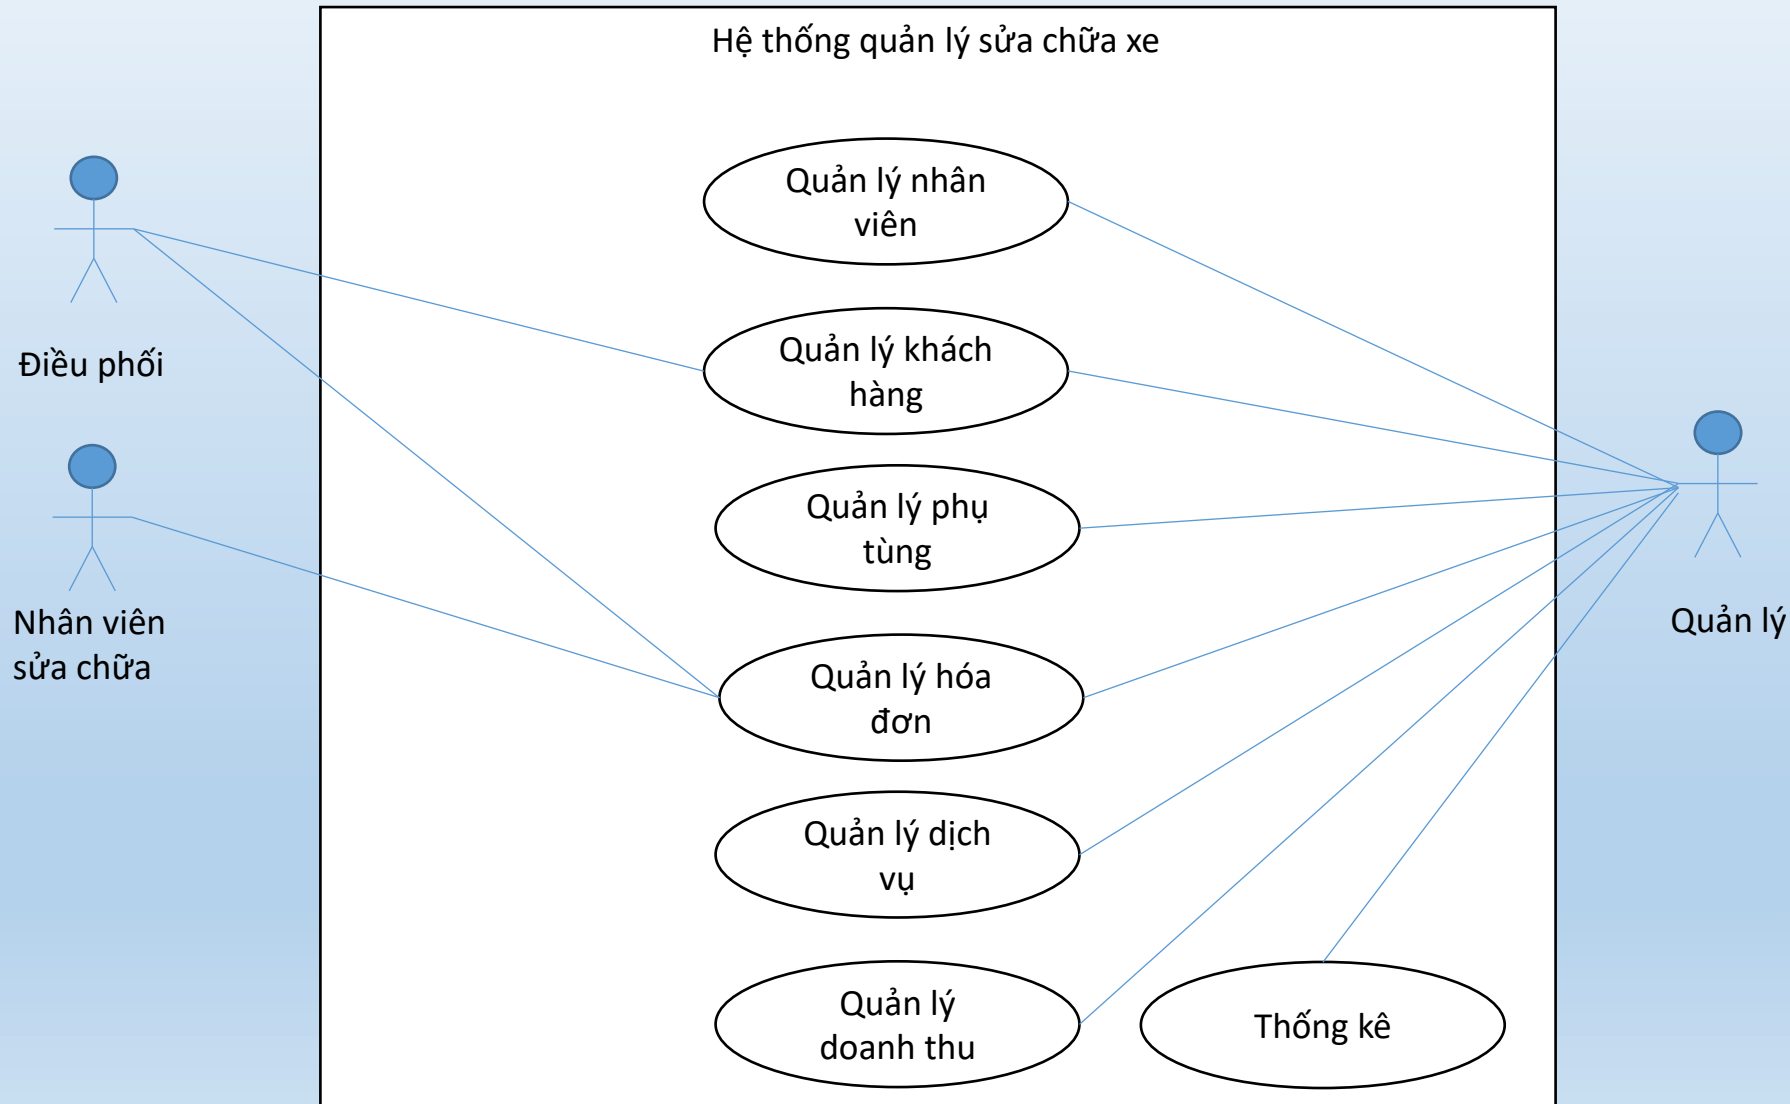 Hệ thống quản lý sửa chữa xe
Quản lý nhân
viên
Quản lý khách
hàng
Điều phối
Quản lý phụ
tùng
Nhân viên
sửa chữa
Quản lý
Quản lý hóa
đơn
Quản lý dịch
vụ
Quản lý
doanh thu
Thống kê